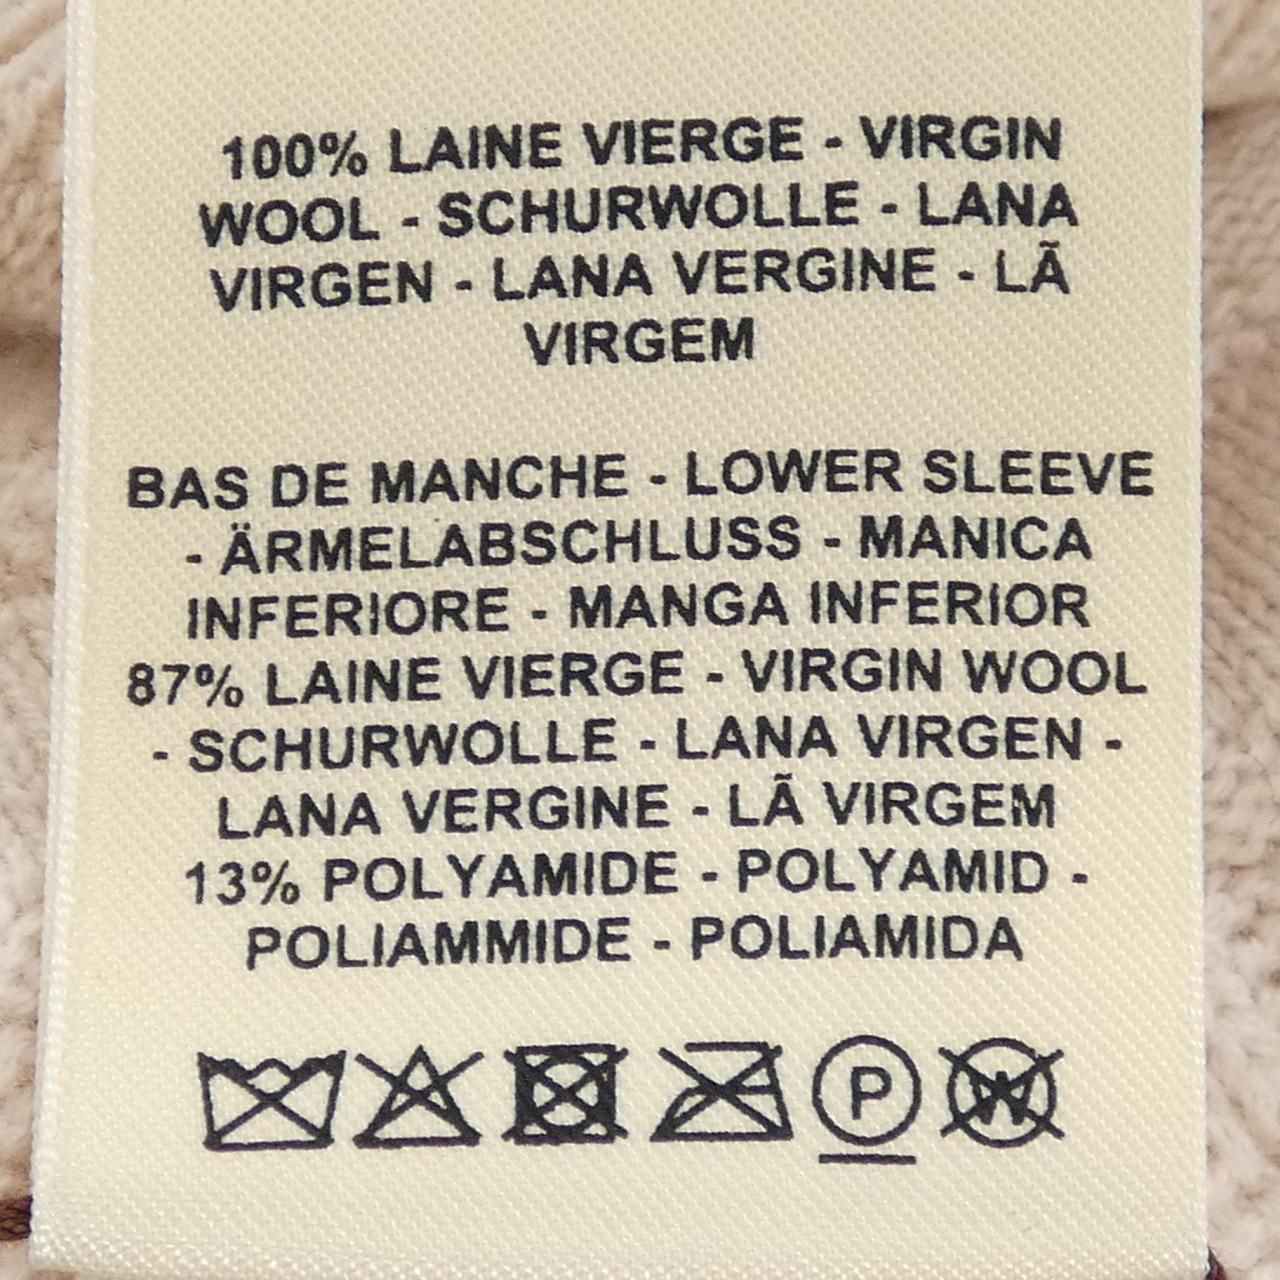 100% LAINE VIERGE - VIRGIN
WOOL - SCHURWOLLE - LANA
VIRGEN - LANA VERGINE - LÃ
VIRGEM
BAS DE MANCHE - LOWER SLEEVE
- ÄRMELABSCHLUSS - MANICA
INFERIORE - MANGA INFERIOR
87% LAINE VIERGE - VIRGIN WOOL
- SCHURWOLLE - LANA VIRGEN -
LANA VERGINE - LÃ VIRGEM
13% POLYAMIDE - POLYAMID -
POLIAMMIDE - POLIAMIDA
P W